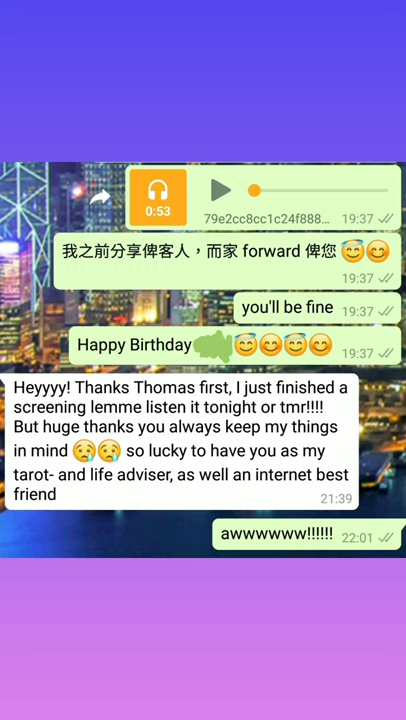 0:53
79e2cc8cc1c24f888... 19:37
我之前分享俾客人，而家 forward 俾您 😇😊
19:37
you'll be fine 19:37
Happy Birthday 😇😊😇😊
19:37
Heyyyy! Thanks Thomas first, I just finished a
screening lemme listen it tonight or tmr!!!!
But huge thanks you always keep my things
in mind 😢😢 so lucky to have you as my
tarot- and life adviser, as well an internet best
friend
21:39
awwwwww!!!!!! 22:01